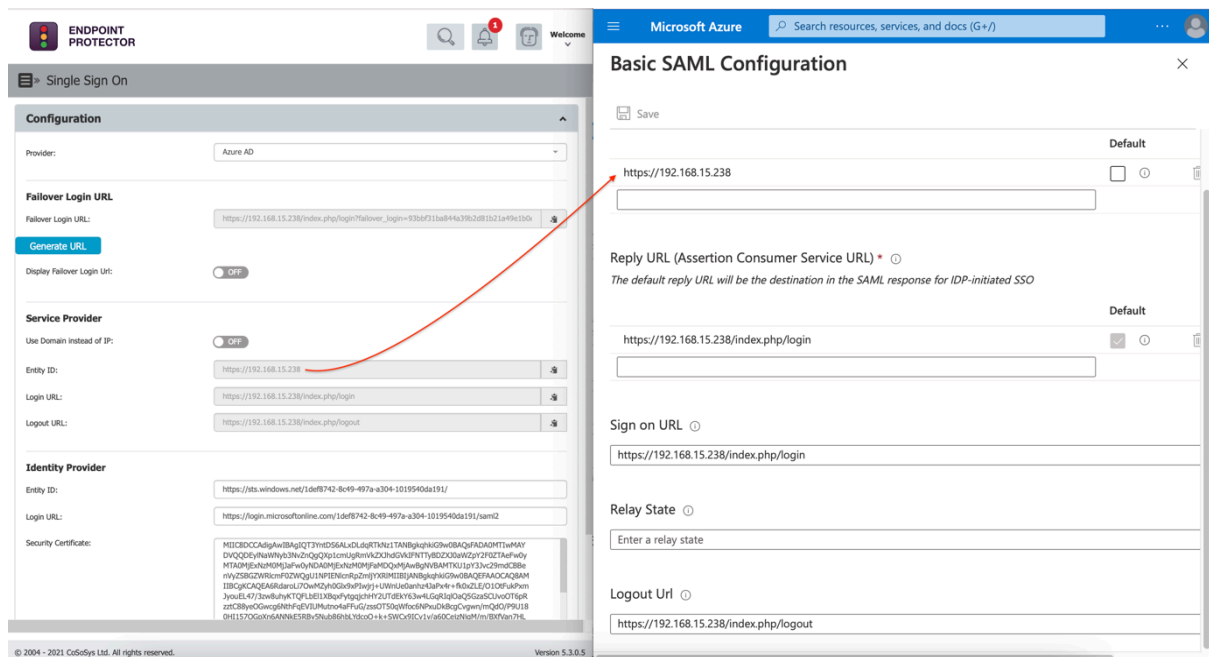 ENDPOINT
PROTECTOR
1
Welcome
Single Sign On
Configuration
Provider:
Azure AD
Failover Login URL
Failover Login URL:
Generate URL
Display Failover Login Url:
OFF
Service Provider
Use Domain instead of IP:
OFF
Entity ID:
https://192.168.15.238
Login URL:
https://192.168.15.238/index.php/login
Logout URL:
https://192.168.15.238/index.php/logout
Identity Provider
Entity ID:
https://sts.windows.net/1def8742-8c49-497a-a304-1019540da191/
Login URL:
https://login.microsoftonline.com/1def8742-8c49-497a-a304-1019540da191/saml2
Security Certificate:
© 2004 - 2021 CoSoSys Ltd. All rights reserved.
Version 5.3.0.5
Microsoft Azure
Search resources, services, and docs (G+/)
Basic SAML Configuration
Save
Default
https://192.168.15.238
Reply URL (Assertion Consumer Service URL) *
The default reply URL will be the destination in the SAML response for IDP-initiated SSO
Default
https://192.168.15.238/index.php/login
Sign on URL
https://192.168.15.238/index.php/login
Relay State
Enter a relay state
Logout Url
https://192.168.15.238/index.php/logout